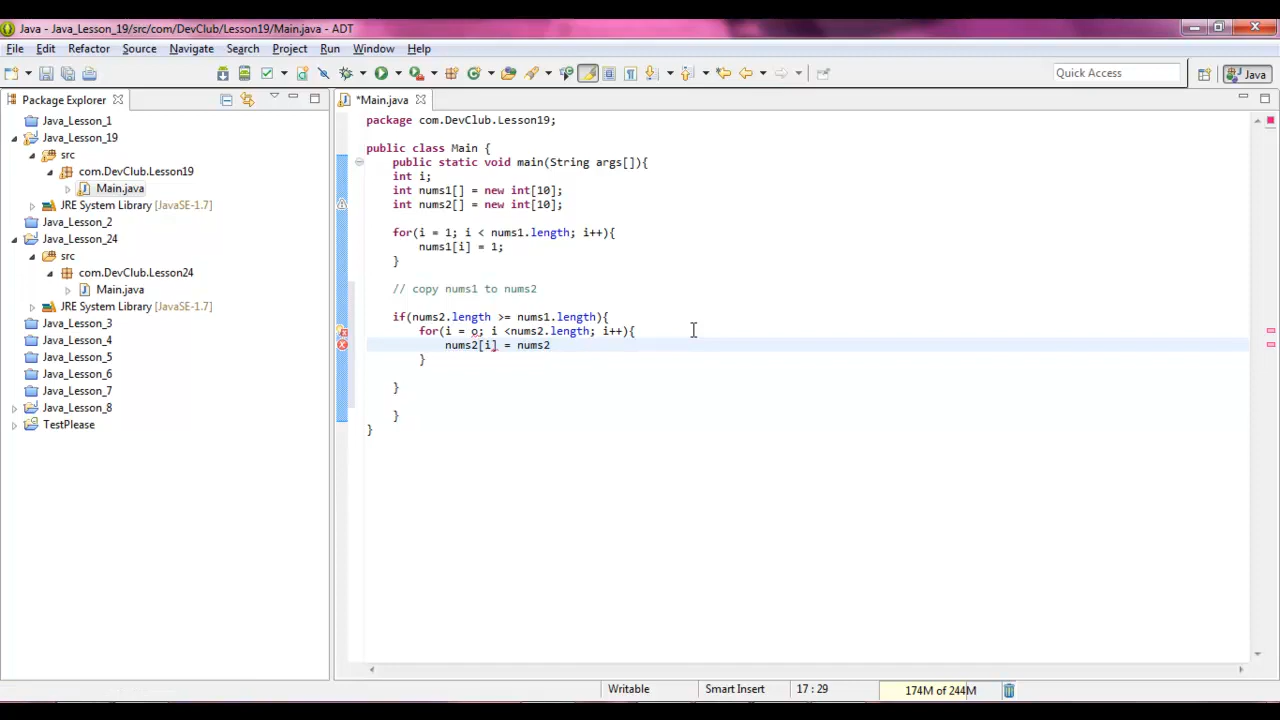 Java - Java_Lesson_19/src/com/DevClub/Lesson19/Main.java - ADT
File Edit Refactor Source Navigate Search Project Run Window Help
Quick Access
Java
Package Explorer
*Main.java
Java_Lesson_1
Java_Lesson_19
src
com.DevClub.Lesson19
Main.java
JRE System Library [JavaSE-1.7]
Java_Lesson_2
Java_Lesson_24
src
com.DevClub.Lesson24
Main.java
JRE System Library [JavaSE-1.7]
Java_Lesson_3
Java_Lesson_4
Java_Lesson_5
Java_Lesson_6
Java_Lesson_7
Java_Lesson_8
TestPlease
package com.DevClub.Lesson19;
public class Main {
public static void main(String args[]){
int i;
int nums1[] = new int[10];
int nums2[] = new int[10];
for(i = 1; i < nums1.length; i++){
nums1[i] = 1;
}
// copy nums1 to nums2
if(nums2.length >= nums1.length){
for(i = o; i <nums2.length; i++){
nums2[i] = nums2
}
}
}
}
Writable Smart Insert 17 : 29 174M of 244M